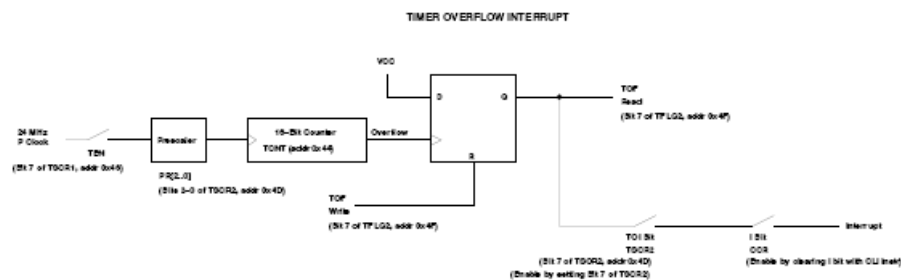 TIMER OVERFLOW INTERRUPT
VCC
D
Q
TOF
Read
(Bit 7 of TFLG2, addr 0x4F)
24 MHz
P Clock
TEN
(Bit 7 of TSCR1, addr 0x46)
Prescaler
PR[2..0]
(Bits 2-0 of TSCR2, addr 0x4D)
16-Bit Counter
TCNT (addr 0x44)
Overflow
R
TOF
Write
(Bit 7 of TFLG2, addr 0x4F)
TOI Bit
TSCR2
(Bit 7 of TSCR2, addr 0x4D)
(Enable by setting Bit 7 of TSCR2)
I Bit
CCR
(Enable by clearing I bit with CLI instr)
Interrupt